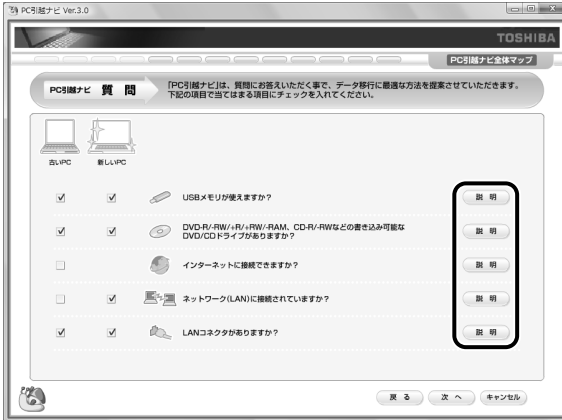 PC引越ナビ Ver.3.0
TOSHIBA
PC引越ナビ全体マップ
PC引越ナビ 質 問
「PC引越ナビ」は、質問にお答えいただく事で、データ移行に最適な方法を提案させていただきます。
下記の項目で当てはまる項目にチェックを入れてください。
古いPC 新しいPC
USBメモリが使えますか? 説 明
DVD-R/-RW/+R/+RW/-RAM、CD-R/-RWなどの書き込み可能な
DVD/CDドライブがありますか? 説 明
インターネットに接続できますか? 説 明
ネットワーク(LAN)に接続されていますか? 説 明
LANコネクタがありますか? 説 明
戻 る 次 へ キャンセル